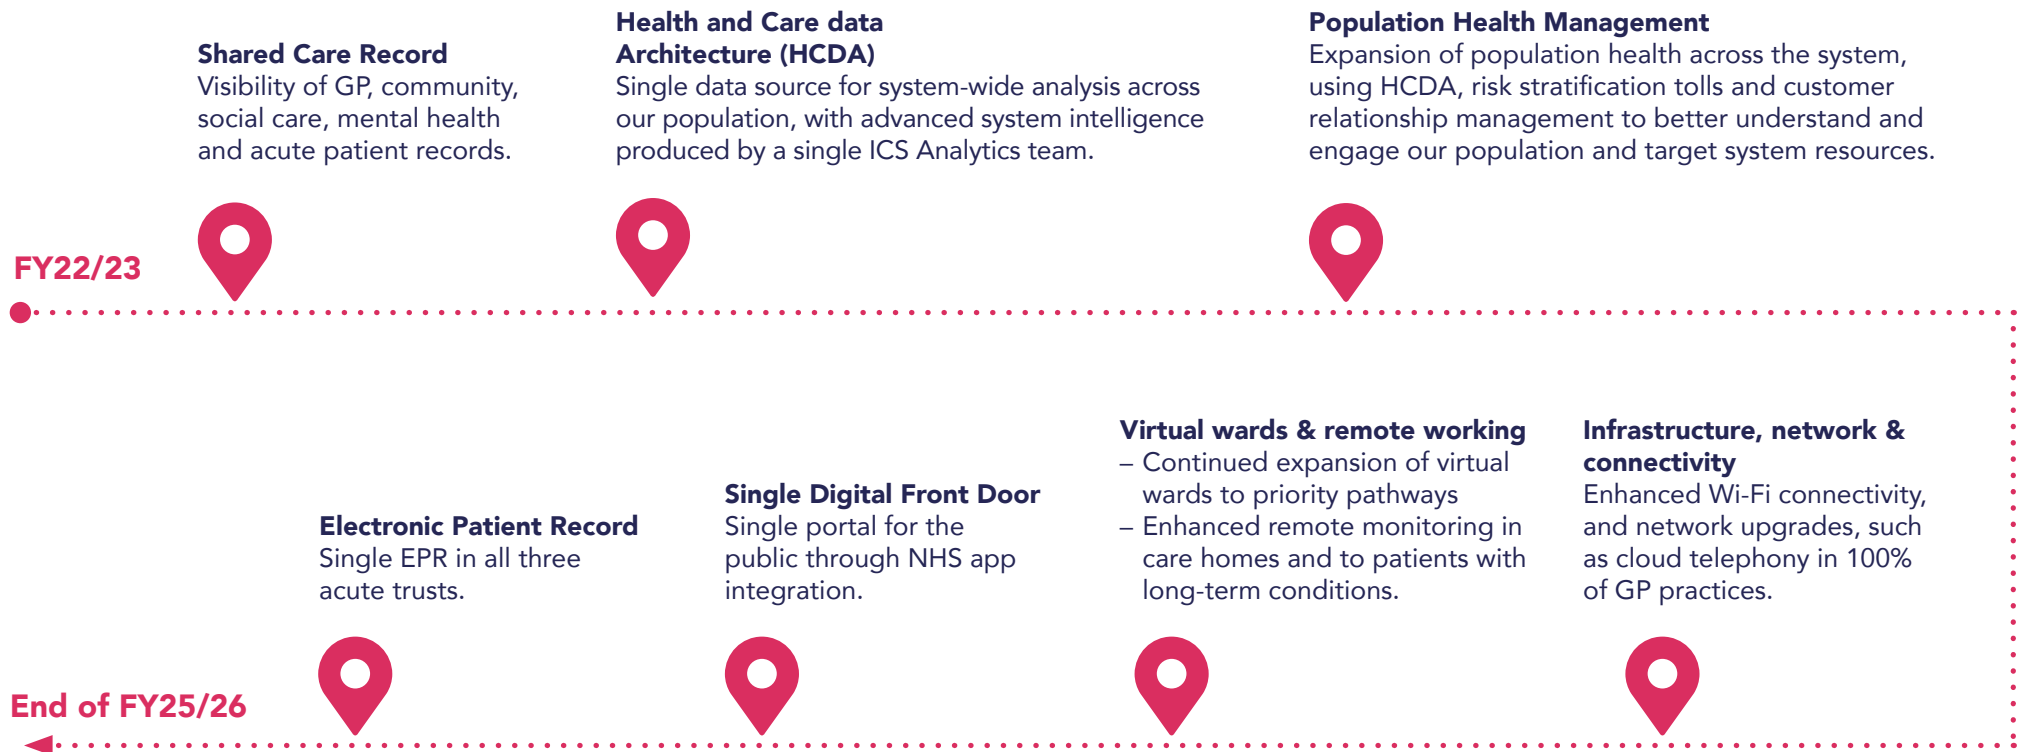 Shared Care Record
Visibility of GP, community,
social care, mental health
and acute patient records.
Health and Care data
Architecture (HCDA)
Single data source for system-wide analysis across
our population, with advanced system intelligence
produced by a single ICS Analytics team.
Population Health Management
Expansion of population health across the system,
using HCDA, risk stratification tolls and customer
relationship management to better understand and
engage our population and target system resources.
FY22/23
Infrastructure, network &
connectivity
Enhanced Wi-Fi connectivity,
and network upgrades, such
as cloud telephony in 100%
of GP practices.
Virtual wards & remote working
– Continued expansion of virtual
wards to priority pathways
– Enhanced remote monitoring in
care homes and to patients with
long-term conditions.
Single Digital Front Door
Single portal for the
public through NHS app
integration.
Electronic Patient Record
Single EPR in all three
acute trusts.
End of FY25/26